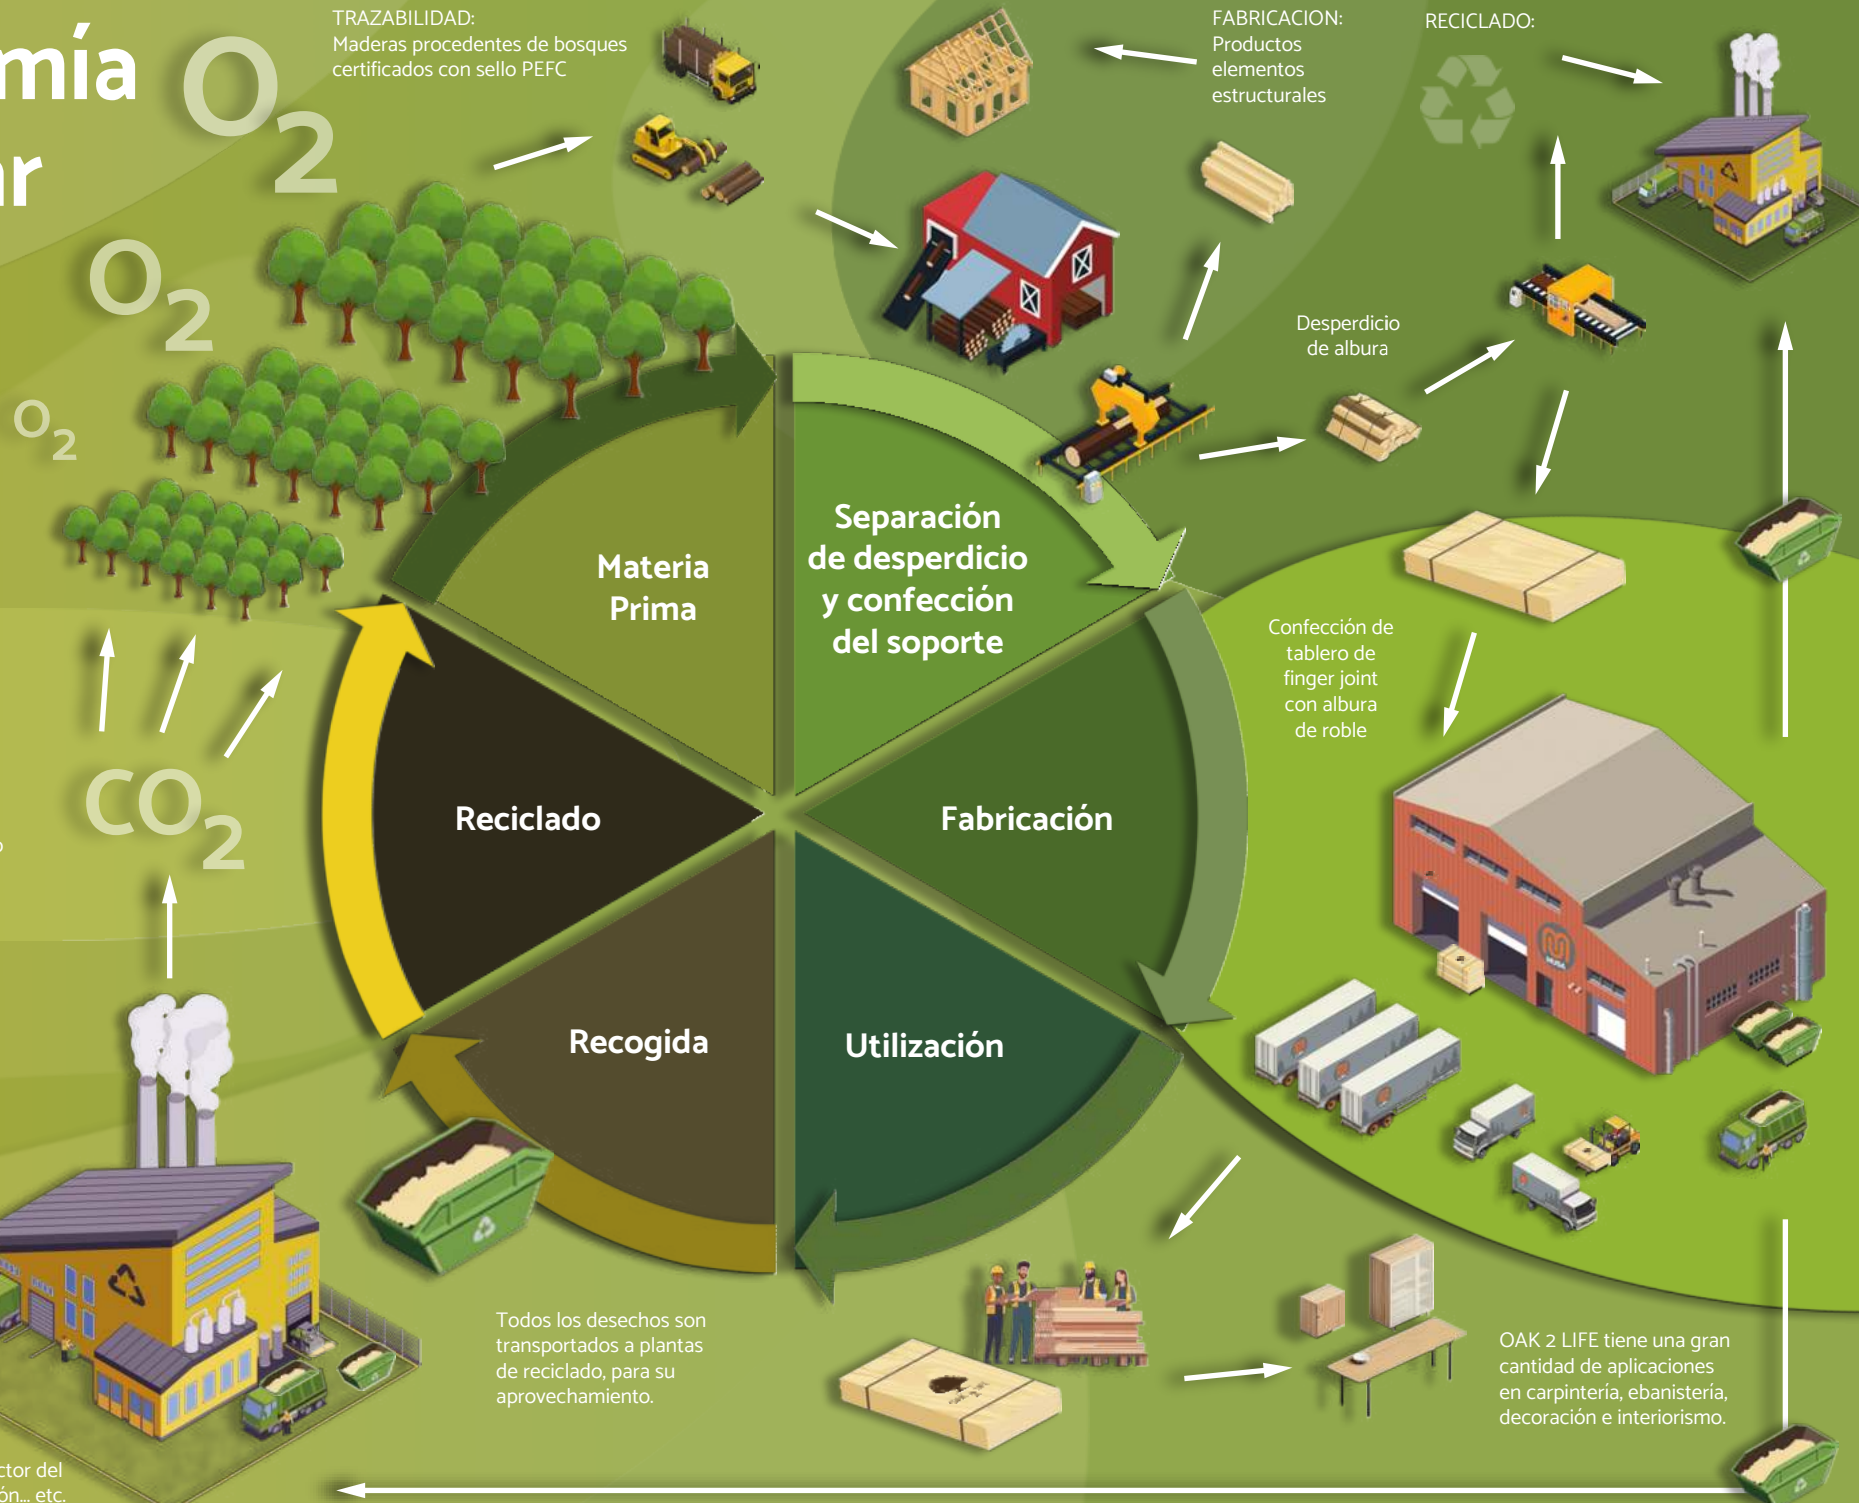 mía
ar
O2
O2
O2
TRAZABILIDAD:
Maderas procedentes de bosques
certificados con sello PEFC
FABRICACION:
Productos
elementos
estructurales
RECICLADO:
Desperdicio
de albura
Materia
Prima
Separación
de desperdicio
y confección
del soporte
Confección de
tablero de
finger joint
con albura
de roble
CO2
Reciclado
Fabricación
Recogida
Utilización
Todos los desechos son
transportados a plantas
de reciclado, para su
aprovechamiento.
OAK 2 LIFE tiene una gran
cantidad de aplicaciones
en carpintería, ebanistería,
decoración e interiorismo.
ctor del
ón... etc.